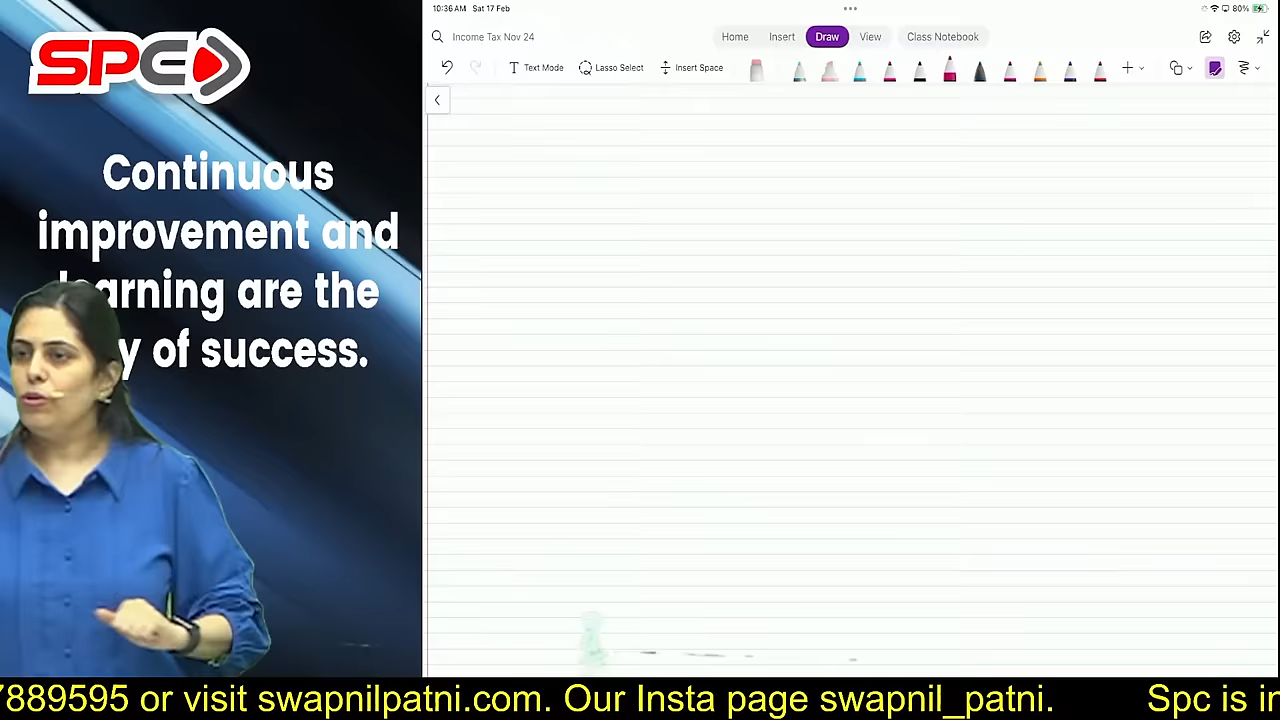 SPC
Continuous
improvement and
learning are the
of success.
10:36 AM Sat 17 Feb
80%
Income Tax Nov 24
Home Insert Draw View Class Notebook
Text Mode Lasso Select Insert Space
7889595 or visit swapnilpatni.com. Our Insta page swapnil_patni. Spc is in